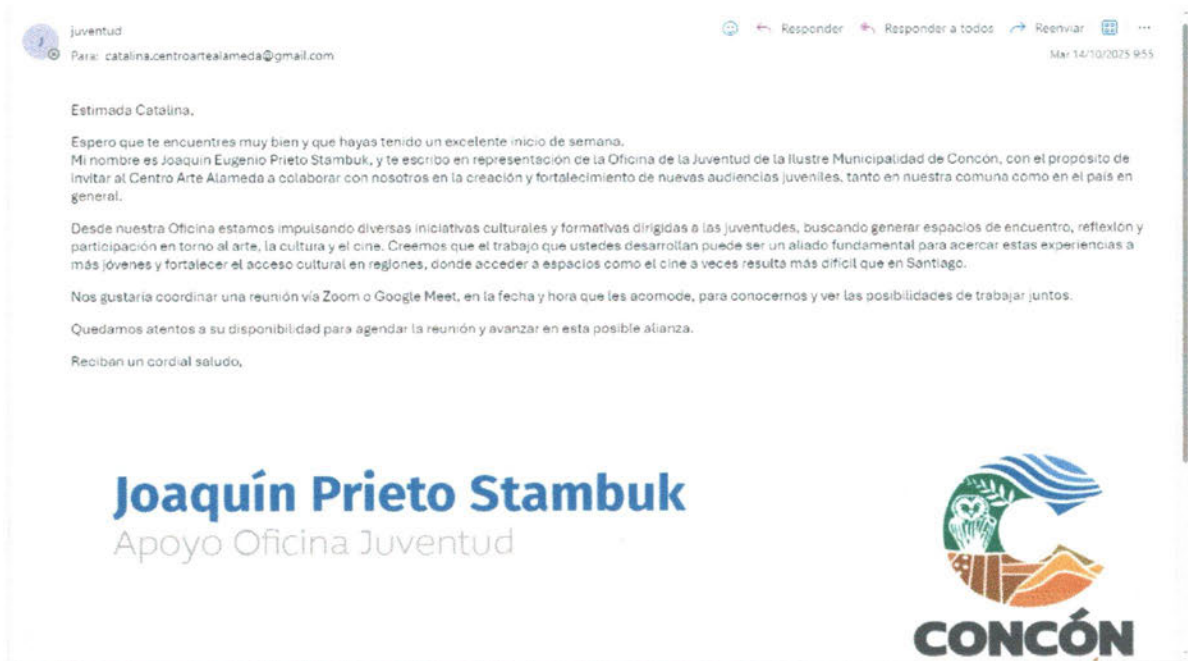 juventud
Responder Responder a todos Reenviar
Para: catalina.centroartealameda@gmail.com
Mar 14/10/2025 9:55
Estimada Catalina,
Espero que te encuentres muy bien y que hayas tenido un excelente inicio de semana.
Mi nombre es Joaquin Eugenio Prieto Stambuk, y te escribo en representación de la Oficina de la Juventud de la Ilustre Municipalidad de Concón, con el propósito de
invitar al Centro Arte Alameda a colaborar con nosotros en la creación y fortalecimiento de nuevas audiencias juveniles, tanto en nuestra comuna como en el país en
general.
Desde nuestra Oficina estamos impulsando diversas iniciativas culturales y formativas dirigidas a las juventudes, buscando generar espacios de encuentro, reflexión y
participación en torno al arte, la cultura y el cine. Creemos que el trabajo que ustedes desarrollan puede ser un aliado fundamental para acercar estas experiencias a
más jóvenes y fortalecer el acceso cultural en regiones, donde acceder a espacios como el cine a veces resulta más difícil que en Santiago.
Nos gustaría coordinar una reunión vía Zoom o Google Meet, en la fecha y hora que les acomode, para conocernos y ver las posibilidades de trabajar juntos.
Quedamos atentos a su disponibilidad para agendar la reunión y avanzar en esta posible alianza.
Reciban un cordial saludo,
Joaquín Prieto Stambuk
Apoyo Oficina Juventud
CONCÓN